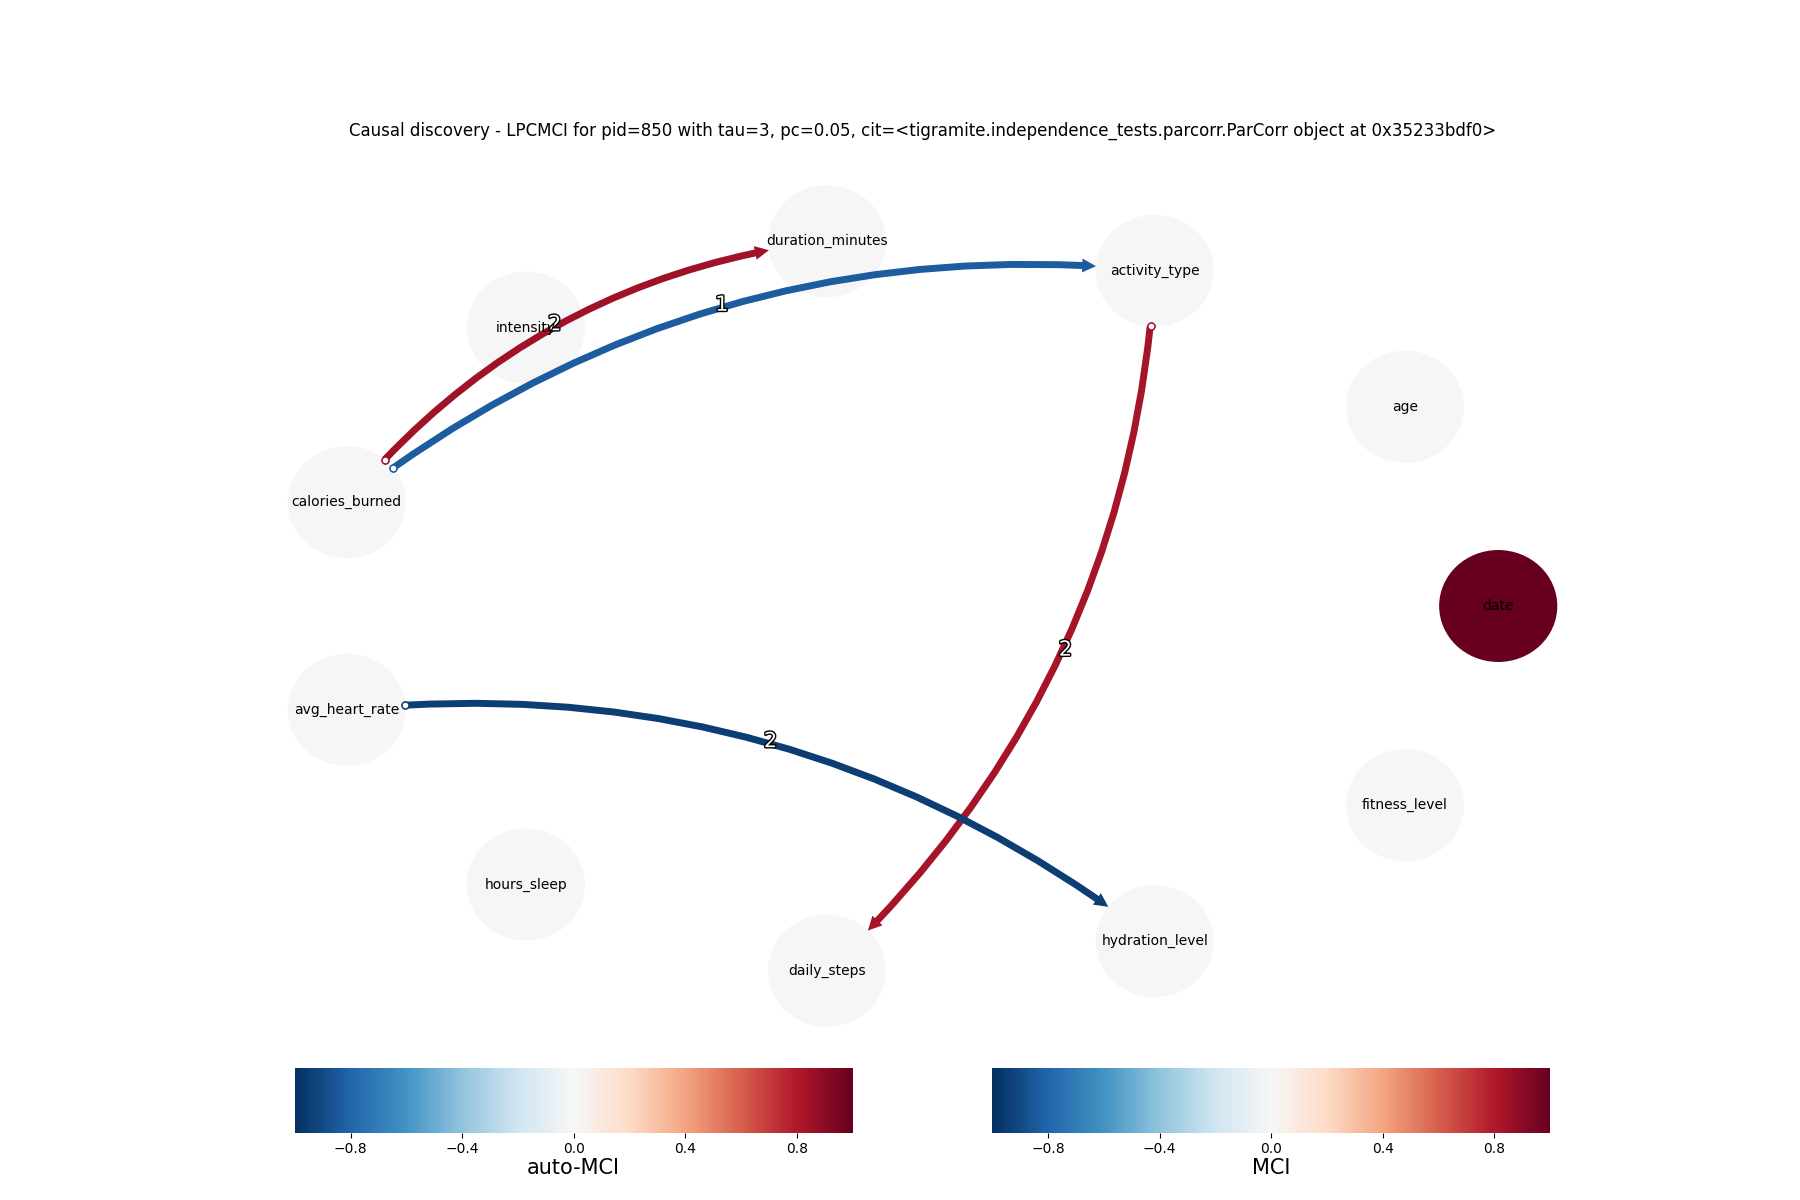 Causal discovery - LPCMCI for pid=850 with tau=3, pc=0.05, cit=<tigramite.independence_tests.parcorr.ParCorr object at 0x35233bdf0>
duration_minutes
activity_type
1
intensity
2
age
calories_burned
date
2
avg_heart_rate
2
fitness_level
hours_sleep
hydration_level
daily_steps
−0.8 −0.4 0.0 0.4 0.8
auto-MCI
−0.8 −0.4 0.0 0.4 0.8
MCI